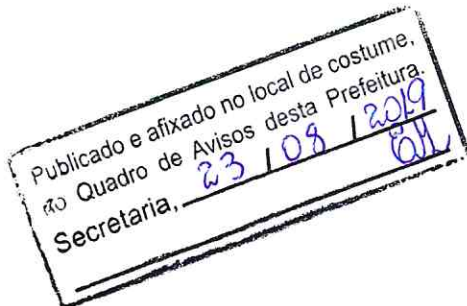 Publicado e afixado no local de costume,
no Quadro de Avisos desta Prefeitura.
Secretaria, 23 / 08 / 2019